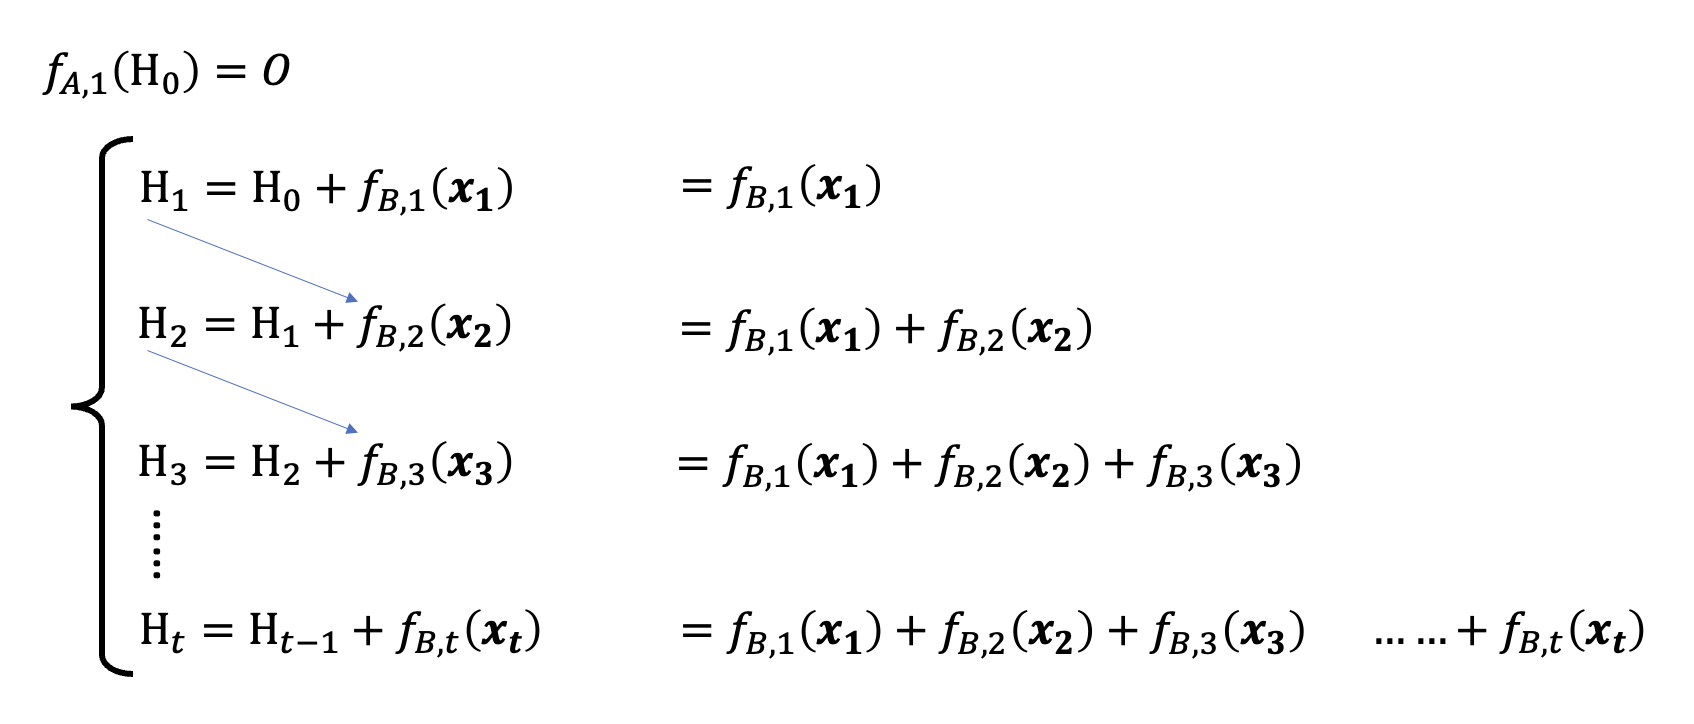 f_{A,1}(H_0) = O
H_1 = H_0 + f_{B,1}(x_1) = f_{B,1}(x_1)
H_2 = H_1 + f_{B,2}(x_2) = f_{B,1}(x_1) + f_{B,2}(x_2)
H_3 = H_2 + f_{B,3}(x_3) = f_{B,1}(x_1) + f_{B,2}(x_2) + f_{B,3}(x_3)
H_t = H_{t−1} + f_{B,t}(x_t) = f_{B,1}(x_1) + f_{B,2}(x_2) + f_{B,3}(x_3) … … + f_{B,t}(x_t)